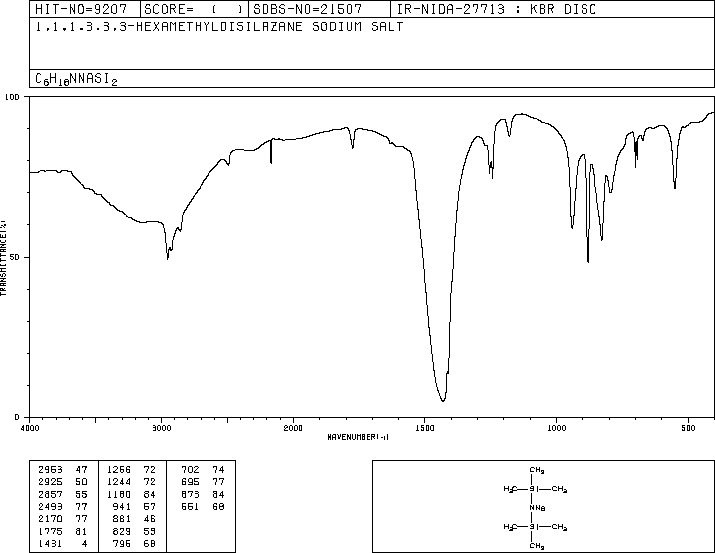 HIT-NO=9207 SCORE= ( ) SDBS-NO=21507 IR-NIDA-27713 : KBR DISC
1,1,1,3,3,3-HEXAMETHYLDISILAZANE SODIUM SALT
C6H18NNASI2
100
50
0
TRANSMITTANCE(%)
4000 3000 2000 1500 1000 500
WAVENUMBER(-1)
2963 47 1256 72 702 74
2925 50 1244 72 695 77
2857 55 1180 84 673 84
2493 77 941 57 551 68
2170 77 881 46
1775 81 829 53
1431 4 796 68
CH3
H3C Si CH3
NNa
H3C Si CH3
CH3